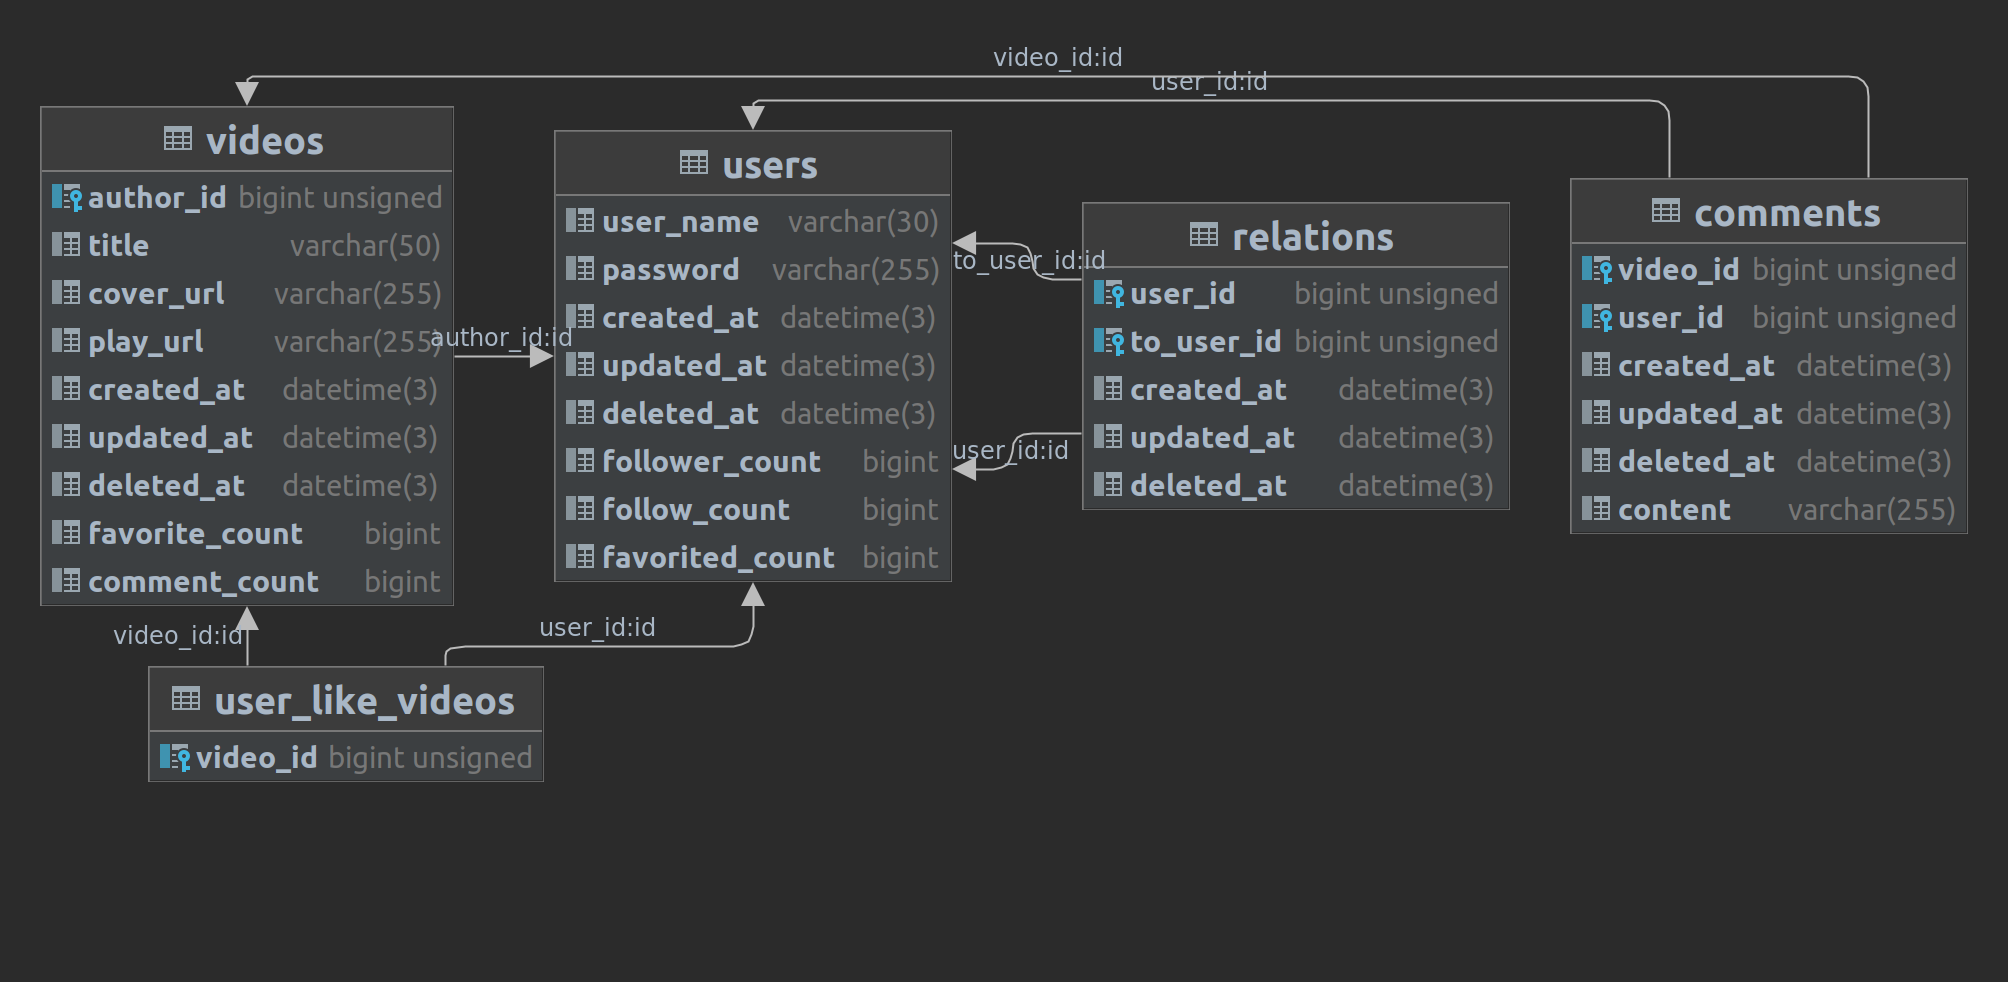 video_id:id
user_id:id
videos
author_id bigint unsigned
title varchar(50)
cover_url varchar(255)
play_url varchar(255)
created_at datetime(3)
updated_at datetime(3)
deleted_at datetime(3)
favorite_count bigint
comment_count bigint
author_id:id
users
user_name varchar(30)
password varchar(255)
created_at datetime(3)
updated_at datetime(3)
deleted_at datetime(3)
follower_count bigint
follow_count bigint
favorited_count bigint
to_user_id:id
user_id:id
relations
user_id bigint unsigned
to_user_id bigint unsigned
created_at datetime(3)
updated_at datetime(3)
deleted_at datetime(3)
comments
video_id bigint unsigned
user_id bigint unsigned
created_at datetime(3)
updated_at datetime(3)
deleted_at datetime(3)
content varchar(255)
video_id:id
user_id:id
user_like_videos
video_id bigint unsigned